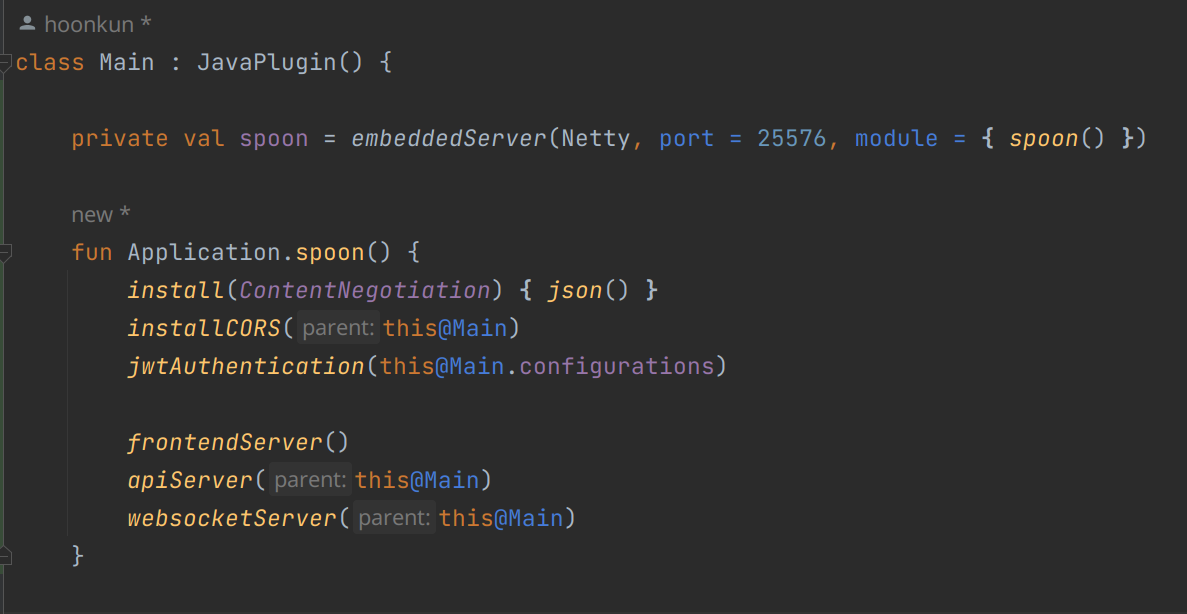 hoonkun *
class Main : JavaPlugin() {
private val spoon = embeddedServer(Netty, port = 25576, module = { spoon() })
new *
fun Application.spoon() {
install(ContentNegotiation) { json() }
installCORS( parent: this@Main)
jwtAuthentication(this@Main.configurations)
frontendServer()
apiServer( parent: this@Main)
websocketServer( parent: this@Main)
}